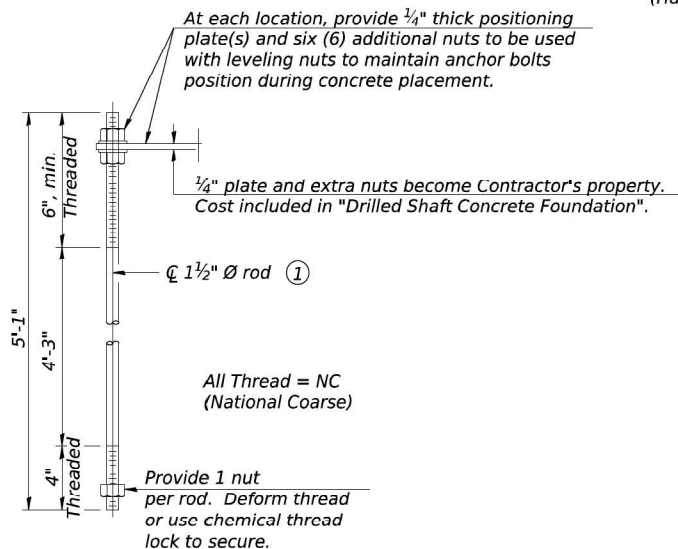 (Ha
At each location, provide ¼" thick positioning
plate(s) and six (6) additional nuts to be used
with leveling nuts to maintain anchor bolts
position during concrete placement.
6", min.
Threaded
¼" plate and extra nuts become Contractor's property.
Cost included in "Drilled Shaft Concrete Foundation".
℄ 1½" Ø rod ①
5'-1"
4'-3"
All Thread = NC
(National Coarse)
4"
Threaded
Provide 1 nut
per rod. Deform thread
or use chemical thread
lock to secure.